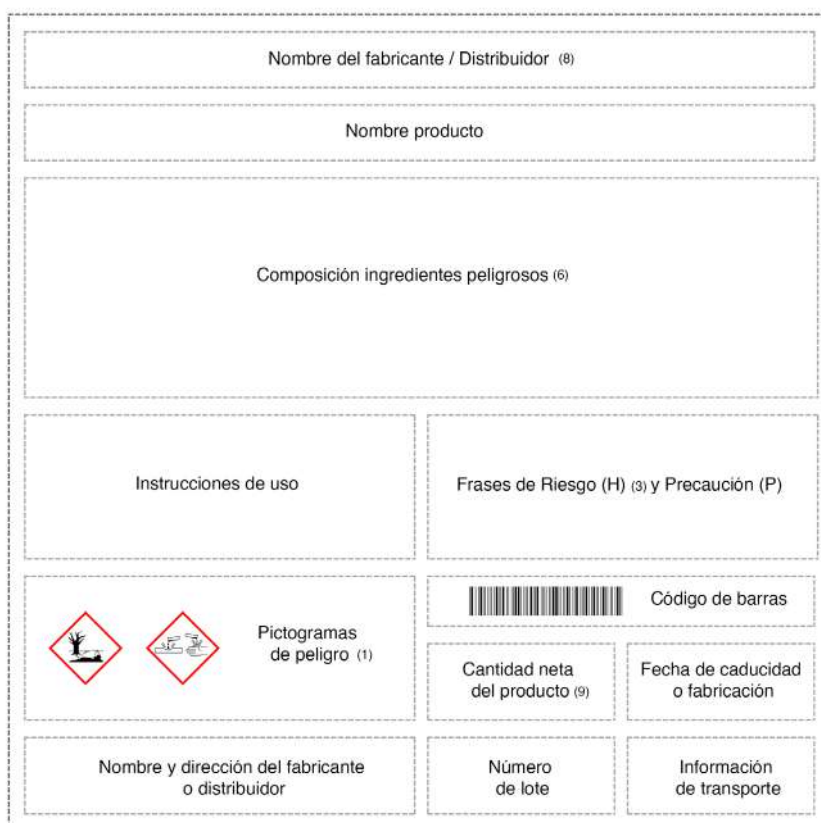 Nombre del fabricante / Distribuidor (8)
Nombre producto
Composición ingredientes peligrosos (6)
Instrucciones de uso
Frases de Riesgo (H) (3) y Precaución (P)
Pictogramas
de peligro (1)
Código de barras
Cantidad neta
del producto (9)
Fecha de caducidad
o fabricación
Nombre y dirección del fabricante
o distribuidor
Número
de lote
Información
de transporte